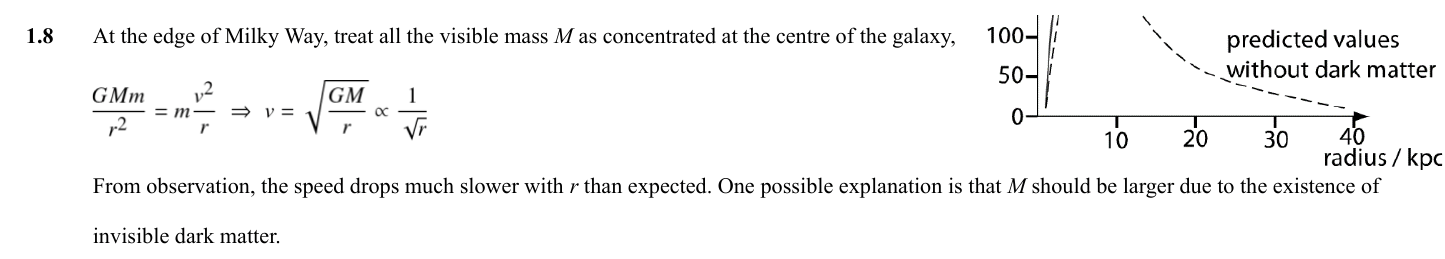 1.8 At the edge of Milky Way, treat all the visible mass M as concentrated at the centre of the galaxy,
GMm/r² = m v²/r ⇒ v = √(GM/r) ∝ 1/√r
100
predicted values
without dark matter
50
0
10 20 30 40
radius / kpc
From observation, the speed drops much slower with r than expected. One possible explanation is that M should be larger due to the existence of
invisible dark matter.